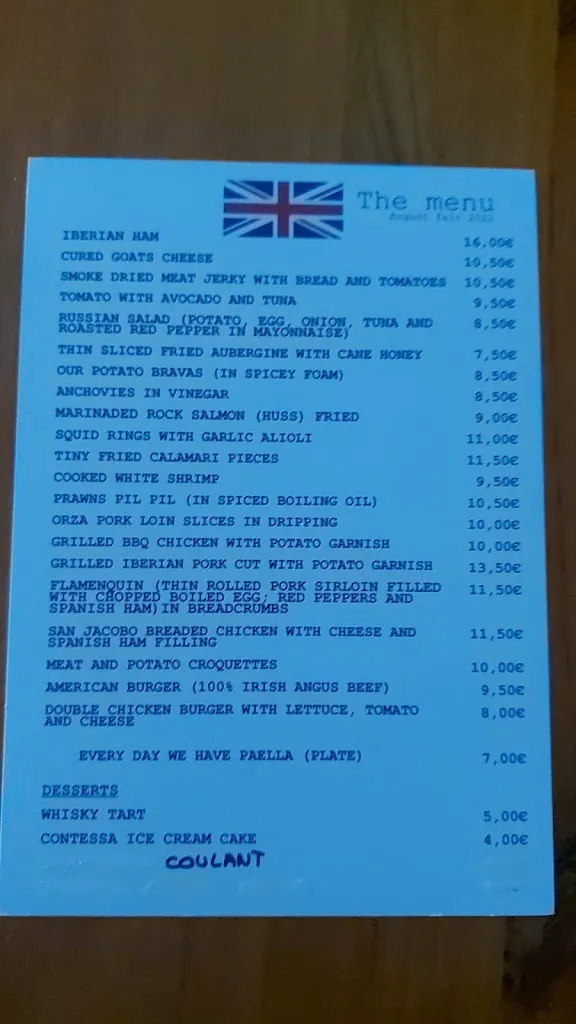 The menu
August fair 2022
IBERIAN HAM 16,00€
CURED GOATS CHEESE 10,50€
SMOKE DRIED MEAT JERKY WITH BREAD AND TOMATOES 10,50€
TOMATO WITH AVOCADO AND TUNA 9,50€
RUSSIAN SALAD (POTATO, EGG, ONION, TUNA AND 8,50€
ROASTED RED PEPPER IN MAYONNAISE)
THIN SLICED FRIED AUBERGINE WITH CANE HONEY 7,50€
OUR POTATO BRAVAS (IN SPICEY FOAM) 8,50€
ANCHOVIES IN VINEGAR 8,50€
MARINADED ROCK SALMON (HUSS) FRIED 9,00€
SQUID RINGS WITH GARLIC ALIOLI 11,00€
TINY FRIED CALAMARI PIECES 11,50€
COOKED WHITE SHRIMP 9,50€
PRAWNS PIL PIL (IN SPICED BOILING OIL) 10,50€
ORZA PORK LOIN SLICES IN DRIPPING 10,00€
GRILLED BBQ CHICKEN WITH POTATO GARNISH 10,00€
GRILLED IBERIAN PORK CUT WITH POTATO GARNISH 13,50€
FLAMENQUIN (THIN ROLLED PORK SIRLOIN FILLED 11,50€
WITH CHOPPED BOILED EGG; RED PEPPERS AND
SPANISH HAM) IN BREADCRUMBS
SAN JACOBO BREADED CHICKEN WITH CHEESE AND 11,50€
SPANISH HAM FILLING
MEAT AND POTATO CROQUETTES 10,00€
AMERICAN BURGER (100% IRISH ANGUS BEEF) 9,50€
DOUBLE CHICKEN BURGER WITH LETTUCE, TOMATO 8,00€
AND CHEESE
EVERY DAY WE HAVE PAELLA (PLATE) 7,00€
DESSERTS
WHISKY TART 5,00€
CONTESSA ICE CREAM CAKE 4,00€
COULANT